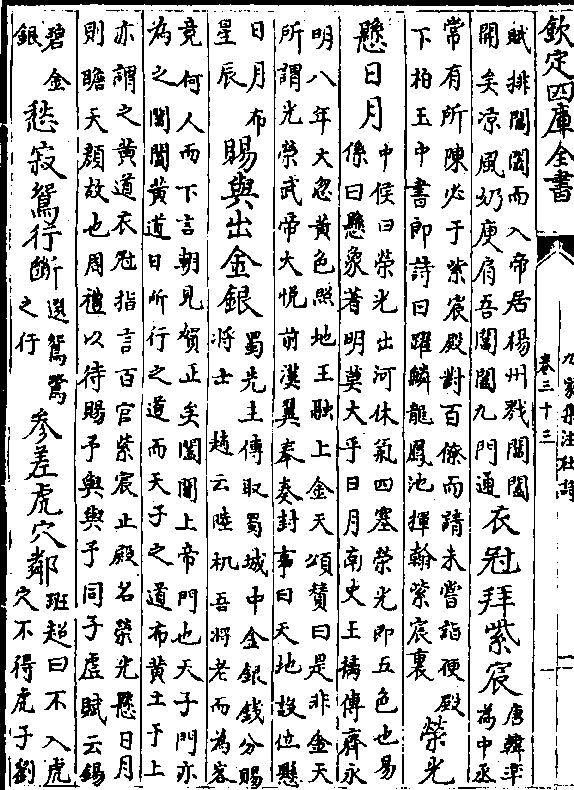 欽定四庫全書
九家集注杜詩
卷三十三
一
賦排閶闔而入帝居楊州戱閶闔
開矣凉風奶庾肩吾閶闔九門通
衣冠拜紫宸
唐韓臯
為中丞
常有所陳必于紫宸殿對百僚而請未嘗詣便殿
下柏玉中書即詩曰躍鱗龍鳳池揮翰紫宸裏
榮光
懸日月
中侯曰榮光出河休氣四塞榮光即五色也易
係曰懸象著明莫大乎日月南史王摛傳齊永
明八年大忽黄色照地王融上金天頌賛曰是非金天
所謂光榮武帝大悅前漢翼奉奏封事曰天地設位懸
日月布
星辰
賜與出金銀
蜀先主傳取蜀城中金銀錢分賜
將士 趙云陸机吾將老而為客
竟何人而下言朝見賀正矣閶闔上帝門也天子門亦
為之閶闔黄道日所行之道而天子之道布黄土于上
亦謂之黄道衣冠指言百官紫宸正殿名榮光懸日月
則瞻天顔故也周禮以待賜予與與予同子虛賦云錫
碧金
銀
愁寂鴛行斷
選鴛鷺
之行
參差虎穴鄰
班超曰不入虎
穴不得虎子劉